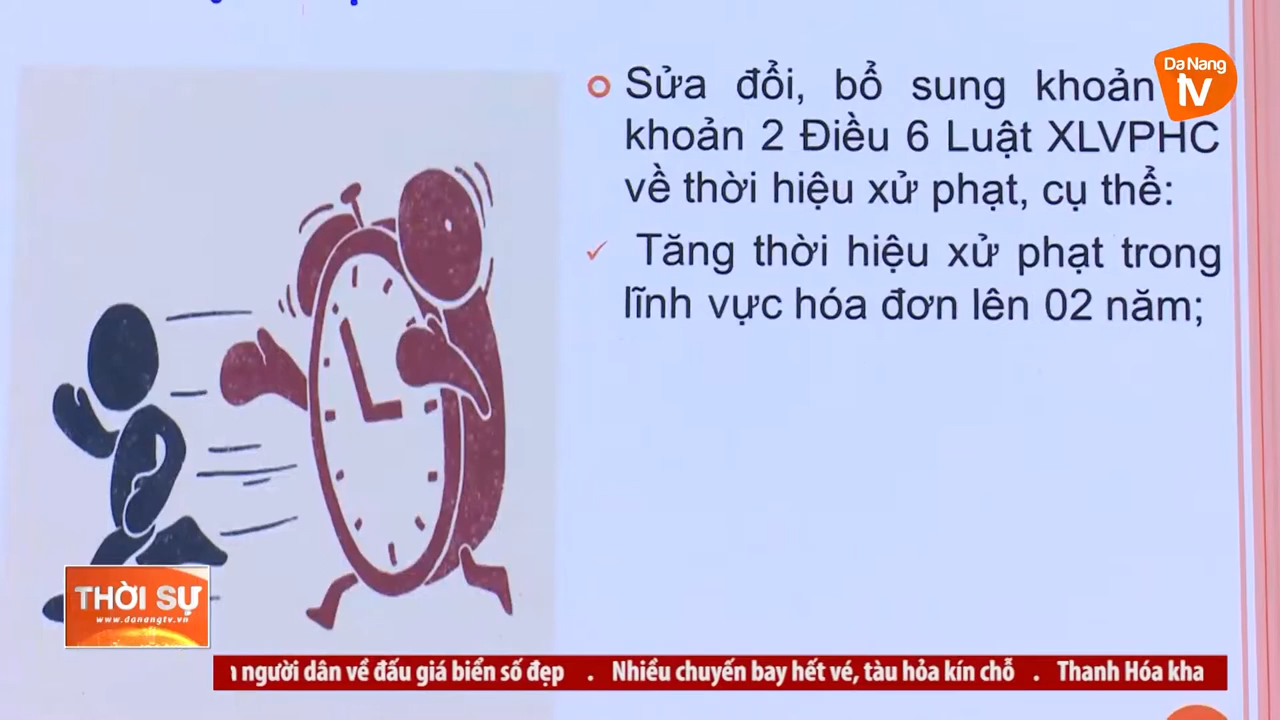 Da Nang
tv
Sửa đổi, bổ sung khoản
khoản 2 Điều 6 Luật XLVPHC
về thời hiệu xử phạt, cụ thể:
✓ Tăng thời hiệu xử phạt trong
lĩnh vực hóa đơn lên 02 năm;
THỜI SỰ
www.danangtv.vn
người dân về đấu giá biển số đẹp . Nhiều chuyến bay hết vé, tàu hỏa kín chỗ . Thanh Hóa kha